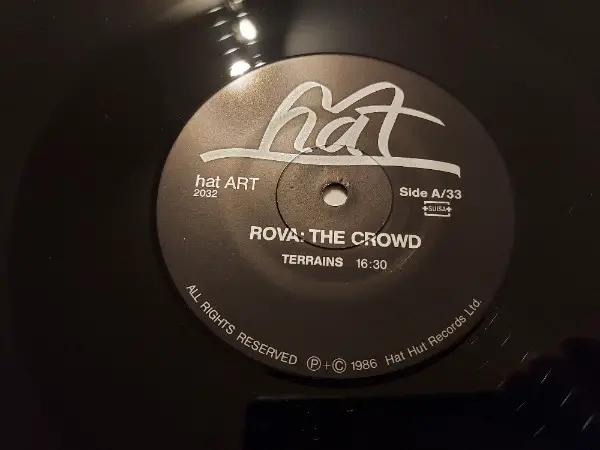 hat
hat ART
2032
Side A/33
SUISA
ROVA: THE CROWD
TERRAINS 16:30
ALL RIGHTS RESERVED Ⓟ+© 1986 Hat Hut Records Ltd.